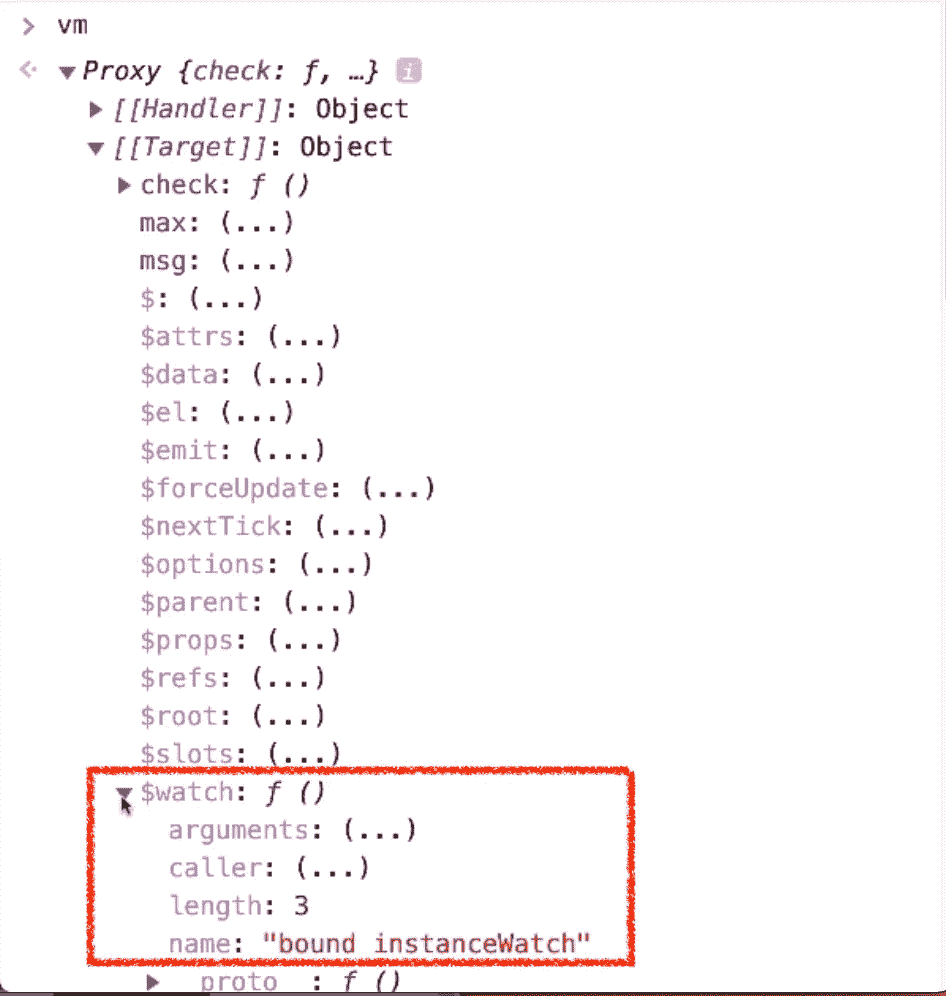 > vm
Proxy {check: ƒ, …} i
[[Handler]]: Object
[[Target]]: Object
check: ƒ ()
max: (...)
msg: (...)
$: (...)
$attrs: (...)
$data: (...)
$el: (...)
$emit: (...)
$forceUpdate: (...)
$nextTick: (...)
$options: (...)
$parent: (...)
$props: (...)
$refs: (...)
$root: (...)
$slots: (...)
$watch: ƒ ()
arguments: (...)
caller: (...)
length: 3
name: "bound instanceWatch"
proto : ƒ ()